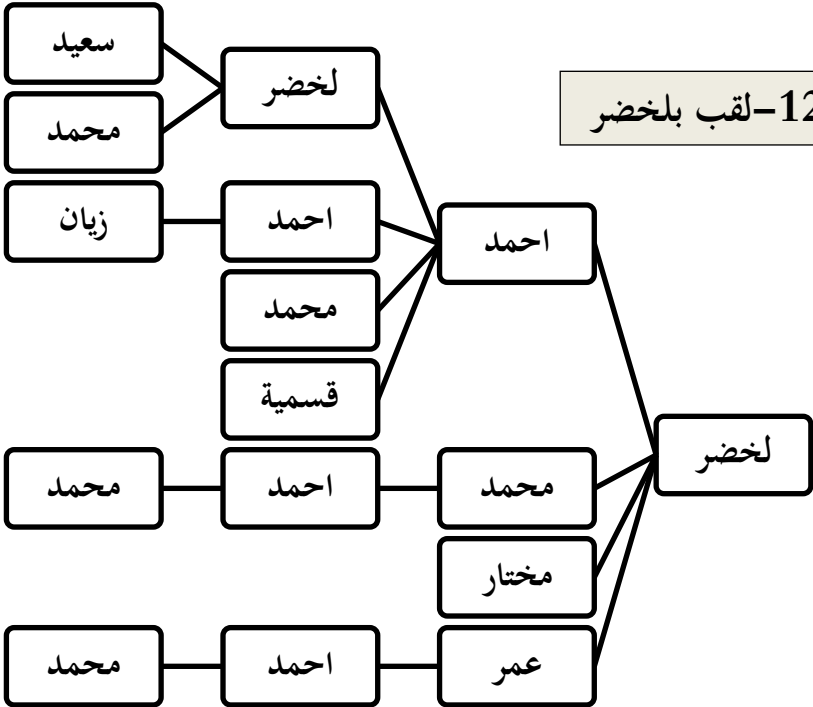 12-لقب بلخضر
لخضر
احمد
محمد
مختار
عمر
لخضر
احمد
محمد
قسمية
احمد
احمد
سعيد
محمد
زيان
محمد
محمد